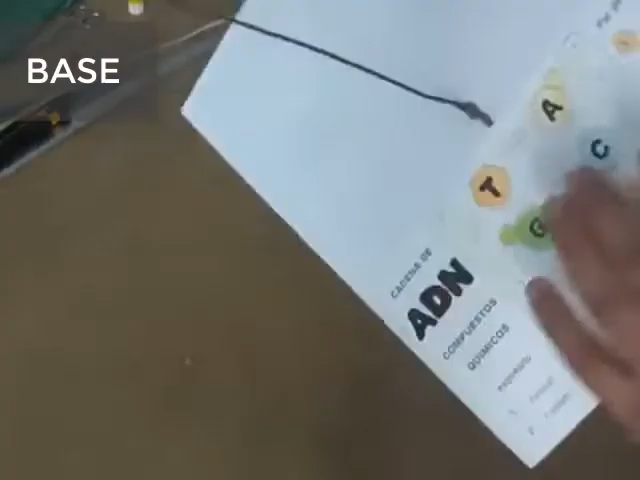 BASE
A
C
T
G
CADENA DE
ADN
COMPUESTOS
QUIMICOS